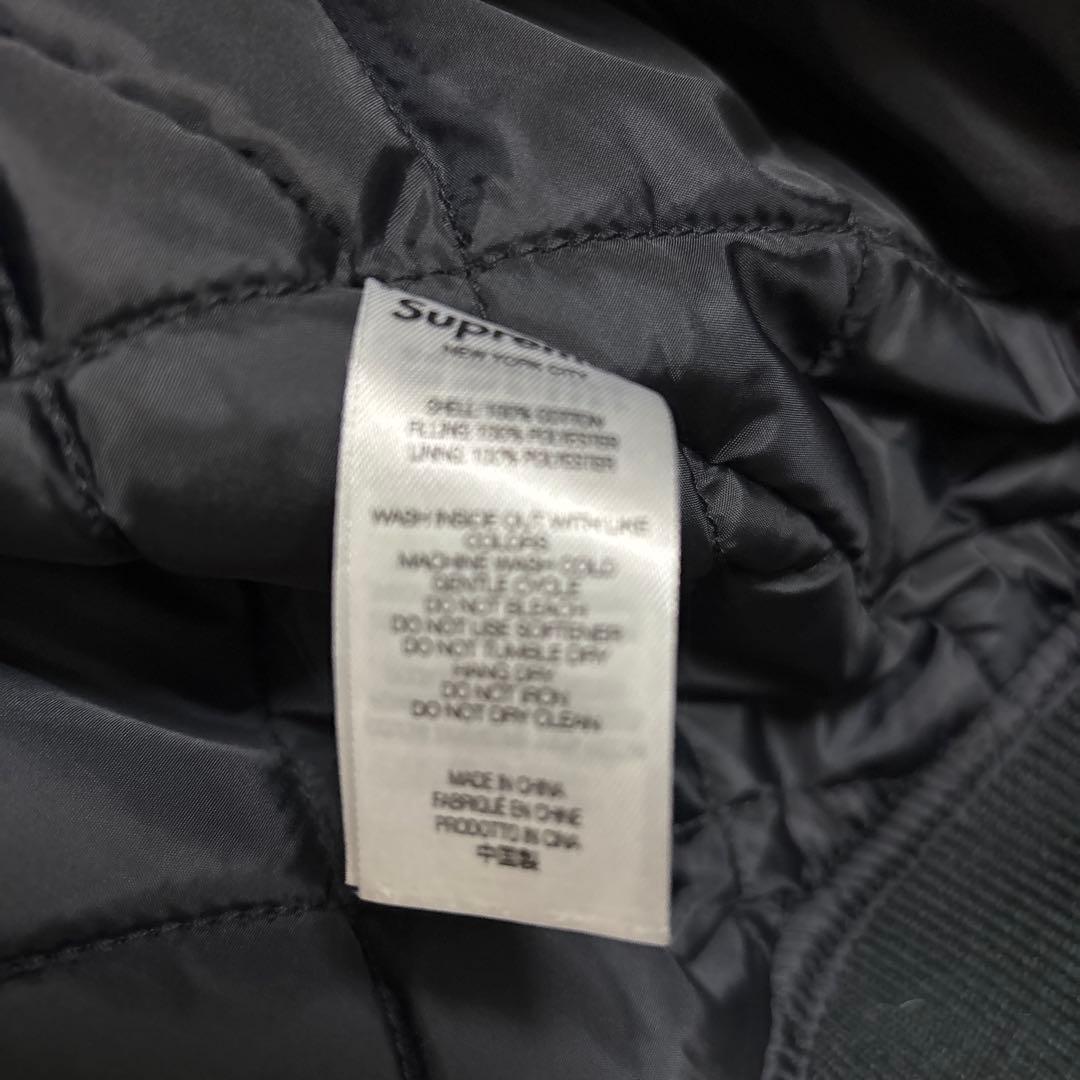 Supreme
NEW YORK CITY
SHELL: 100% COTTON
FILLING: 100% POLYESTER
LINING: 100% POLYESTER
WASH INSIDE OUT WITH LIKE
COLORS
MACHINE WASH COLD
GENTLE CYCLE
DO NOT BLEACH
DO NOT USE SOFTENER
DO NOT TUMBLE DRY
HANG DRY
DO NOT IRON
DO NOT DRY CLEAN
MADE IN CHINA
FABRIQUÉ EN CHINE
PRODOTTO IN CINA
中国製